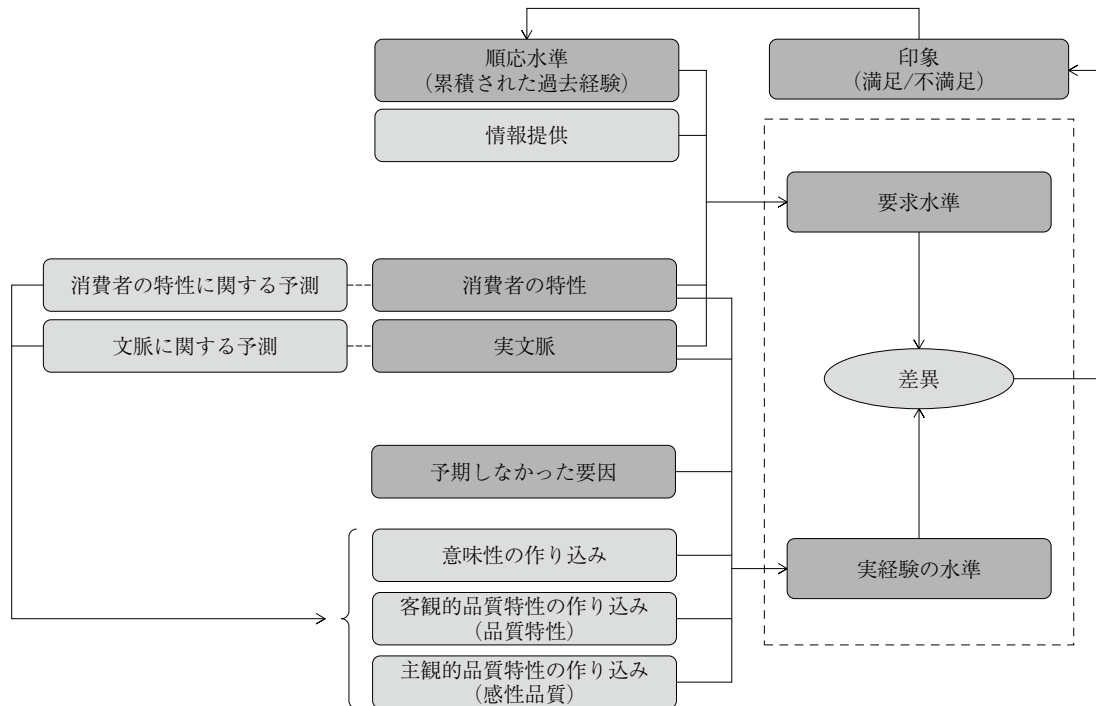 順応水準
（累積された過去経験）
印象
（満足/不満足）
情報提供
要求水準
消費者の特性に関する予測
消費者の特性
文脈に関する予測
実文脈
差異
予期しなかった要因
意味性の作り込み
実経験の水準
客観的品質特性の作り込み
（品質特性）
主観的品質特性の作り込み
（感性品質）